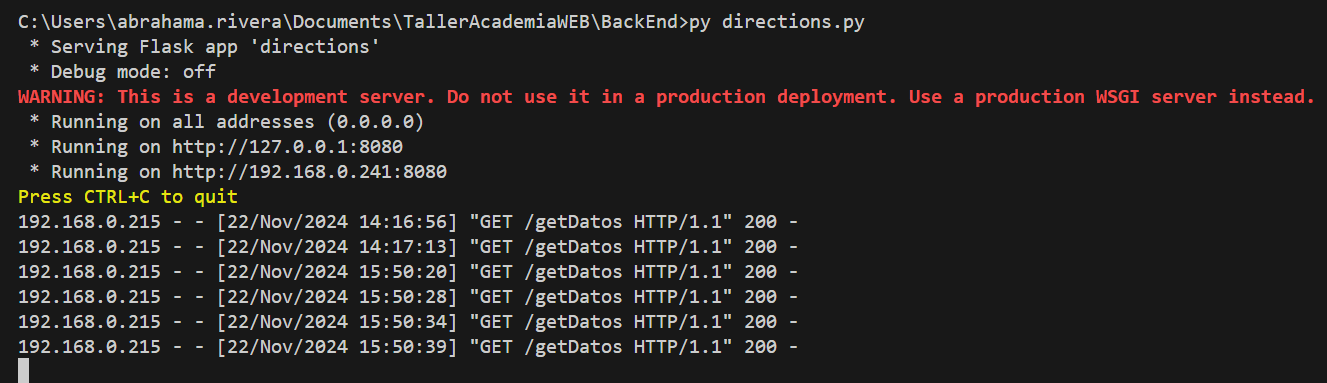 C:\Users\abrahama.rivera\Documents\TallerAcademiaWEB\BackEnd>py directions.py
 * Serving Flask app 'directions'
 * Debug mode: off
WARNING: This is a development server. Do not use it in a production deployment. Use a production WSGI server instead.
 * Running on all addresses (0.0.0.0)
 * Running on http://127.0.0.1:8080
 * Running on http://192.168.0.241:8080
Press CTRL+C to quit
192.168.0.215 - - [22/Nov/2024 14:16:56] "GET /getDatos HTTP/1.1" 200 -
192.168.0.215 - - [22/Nov/2024 14:17:13] "GET /getDatos HTTP/1.1" 200 -
192.168.0.215 - - [22/Nov/2024 15:50:20] "GET /getDatos HTTP/1.1" 200 -
192.168.0.215 - - [22/Nov/2024 15:50:28] "GET /getDatos HTTP/1.1" 200 -
192.168.0.215 - - [22/Nov/2024 15:50:34] "GET /getDatos HTTP/1.1" 200 -
192.168.0.215 - - [22/Nov/2024 15:50:39] "GET /getDatos HTTP/1.1" 200 -